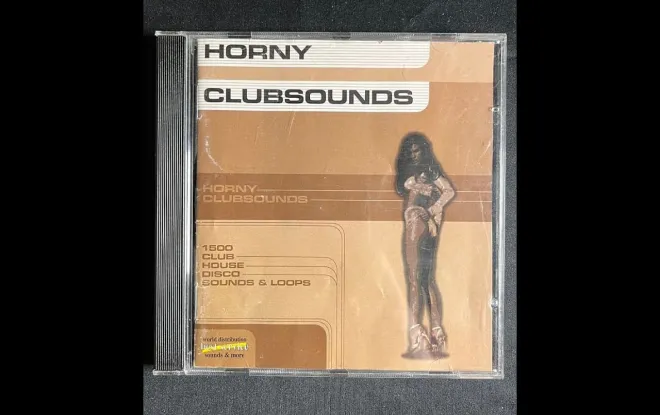 HORNY
CLUBSOUNDS
HORNY
CLUBSOUNDS
1500
CLUB
HOUSE
DISCO
SOUNDS & LOOPS
world distribution
sounds & more